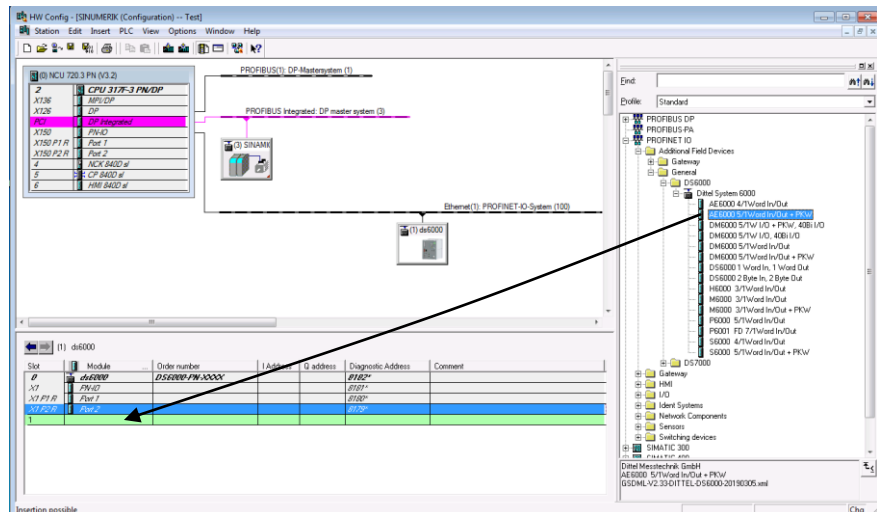 HW Config - [SINUMERIK (Configuration) -- Test]
Station Edit Insert PLC View Options Window Help
(0) NCU 720.3 PN (V3.2)
2 CPU 317F-3 PN/DP
X136 MPI/DP
X126 DP
PCI DP Integrated
X150 PN-IO
X150 P1 R Port 1
X150 P2 R Port 2
4 NCK 840D sl
5 CP 840D sl
6 HMI 840D sl
PROFIBUS(1): DP-Mastersystem (1)
PROFIBUS Integrated: DP master system (3)
(3) SINAMI
Ethernet(1): PROFINET-IO-System (100)
(1) ds6000
(1) ds6000
Slot Module ... Order number I Address Q address Diagnostic Address Comment
0 ds6000 DS6000-PN-XXXX 8182*
X1 PN-IO 8181*
X1 P1 R Port 1 8180*
X1 P2 R Port 2 8179*
1
Insertion possible
Find:
Profile: Standard
PROFIBUS DP
PROFIBUS-PA
PROFINET IO
Additional Field Devices
Gateway
General
DS6000
Dittel System 6000
AE6000 4/1Word In/Out
AE6000 5/1Word In/Out + PKW
DM6000 5/1W I/O + PKW, 40Bi I/O
DM6000 5/1W I/O, 40Bi I/O
DM6000 5/1Word In/Out
DM6000 5/1Word In/Out + PKW
DS6000 1 Word In, 1 Word Out
DS6000 2 Byte In, 2 Byte Out
H6000 3/1Word In/Out
M6000 3/1Word In/Out
M6000 3/1Word In/Out + PKW
P6000 5/1Word In/Out
P6001 FD 7/1Word In/Out
S6000 4/1Word In/Out
S6000 5/1Word In/Out + PKW
DS7000
Gateway
HMI
I/O
Ident Systems
Network Components
Sensors
Switching devices
SIMATIC 300
SIMATIC 400
Dittel Messtechnik GmbH
AE6000 5/1Word In/Out + PKW
GSDML-V2.33-DITTEL-DS6000-20190305.xml
Chg